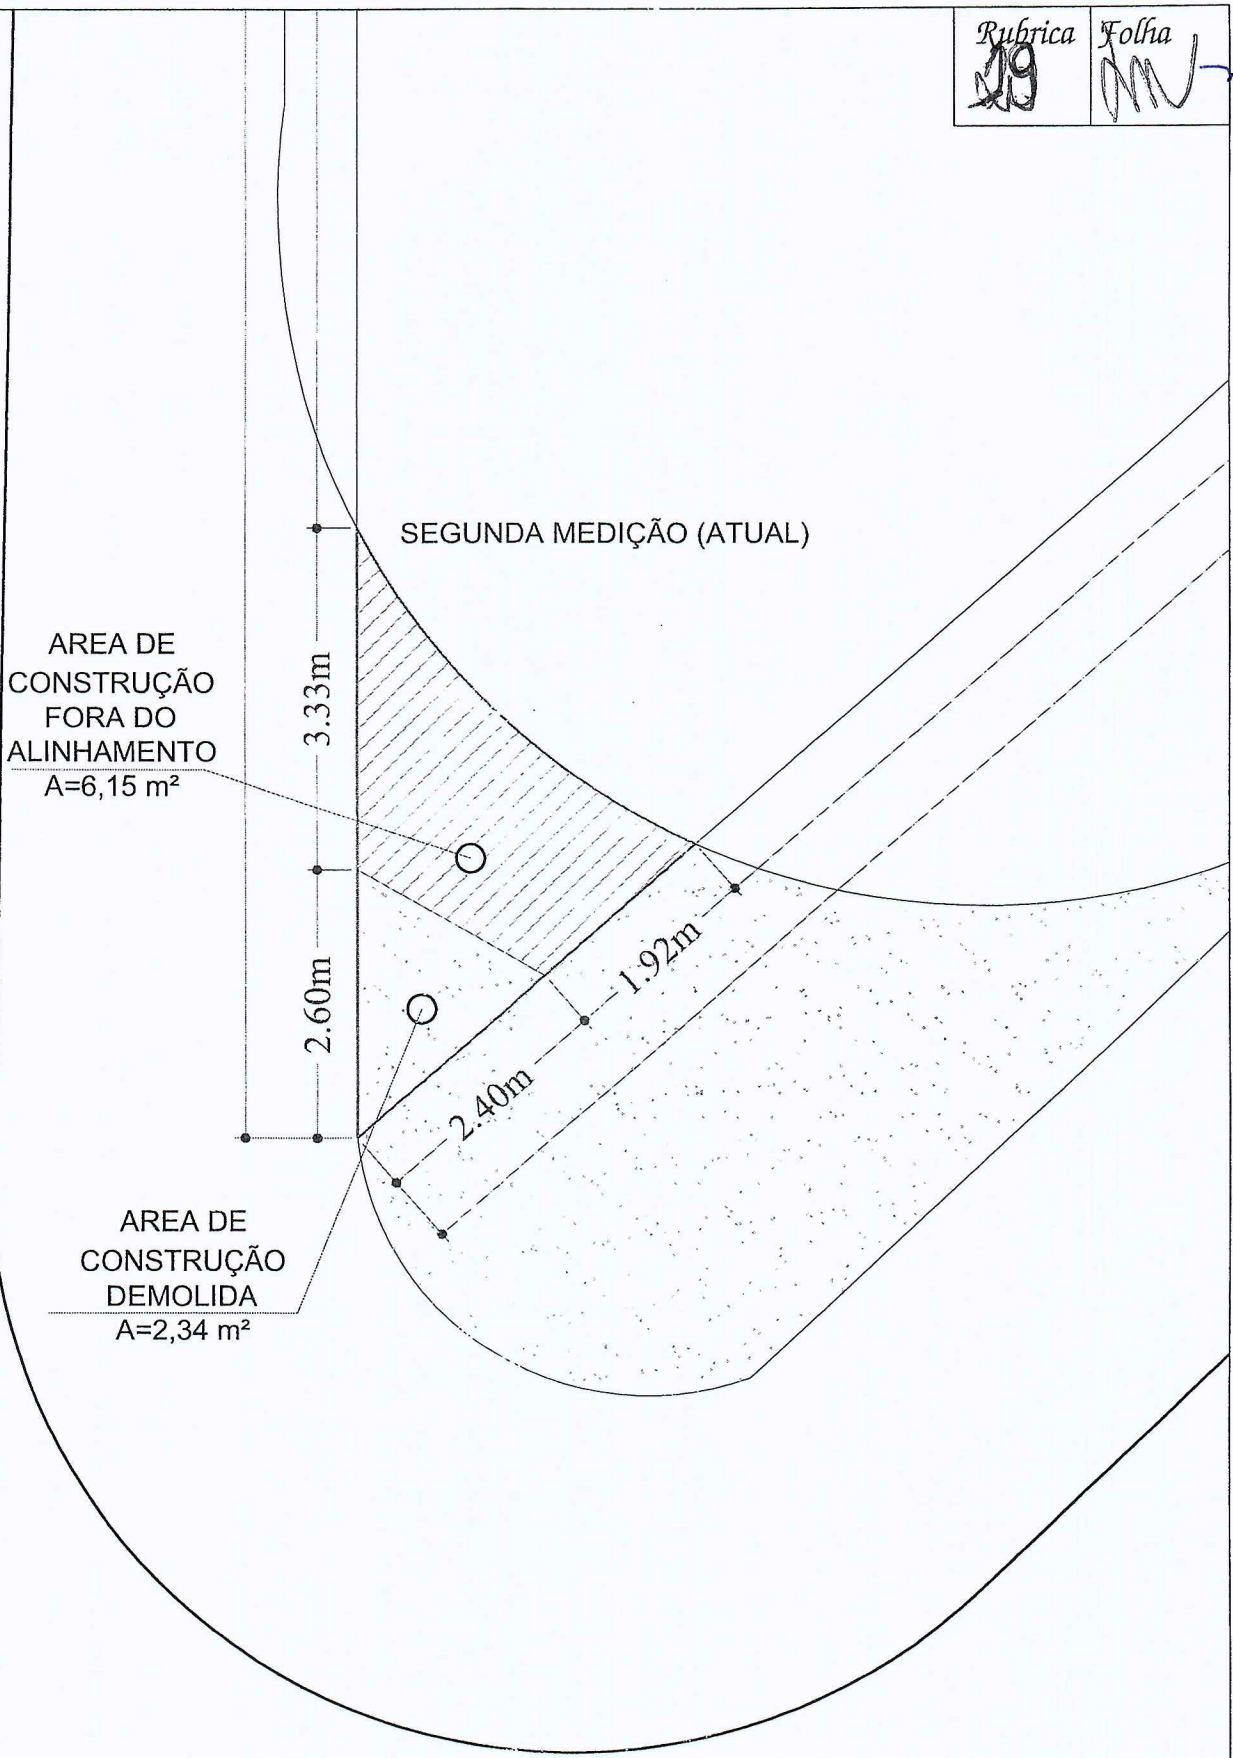 Rubrica Folha
19
SEGUNDA MEDIÇÃO (ATUAL)
AREA DE
CONSTRUÇÃO
FORA DO
ALINHAMENTO
A=6,15 m²
3.33m
2.60m
1.92m
2.40m
AREA DE
CONSTRUÇÃO
DEMOLIDA
A=2,34 m²